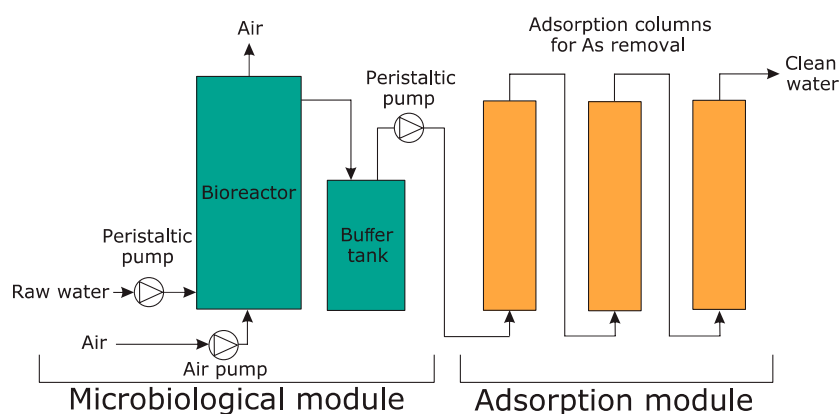 Air
Adsorption columns
for As removal
Clean
water
Peristaltic
pump
Bioreactor
Buffer
tank
Peristaltic
pump
Raw water
Air
Air pump
Microbiological module
Adsorption module